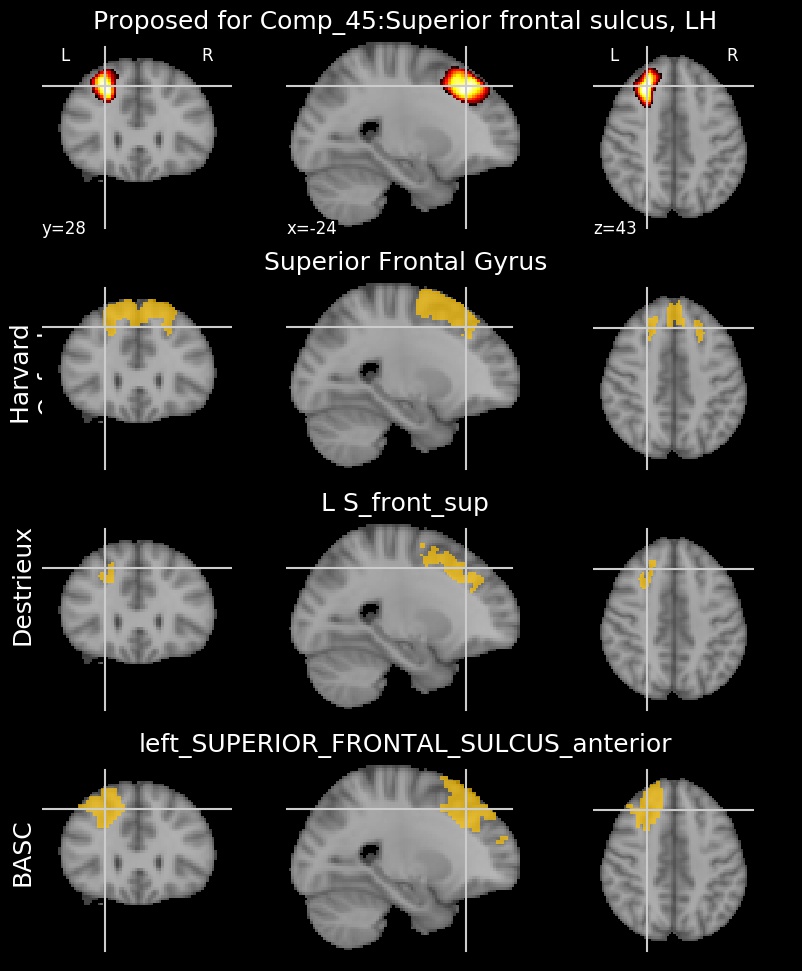 Proposed for Comp_45:Superior frontal sulcus, LH
L R L R
y=28 x=-24 z=43
Superior Frontal Gyrus
Harvard
L S_front_sup
Destrieux
left_SUPERIOR_FRONTAL_SULCUS_anterior
BASC